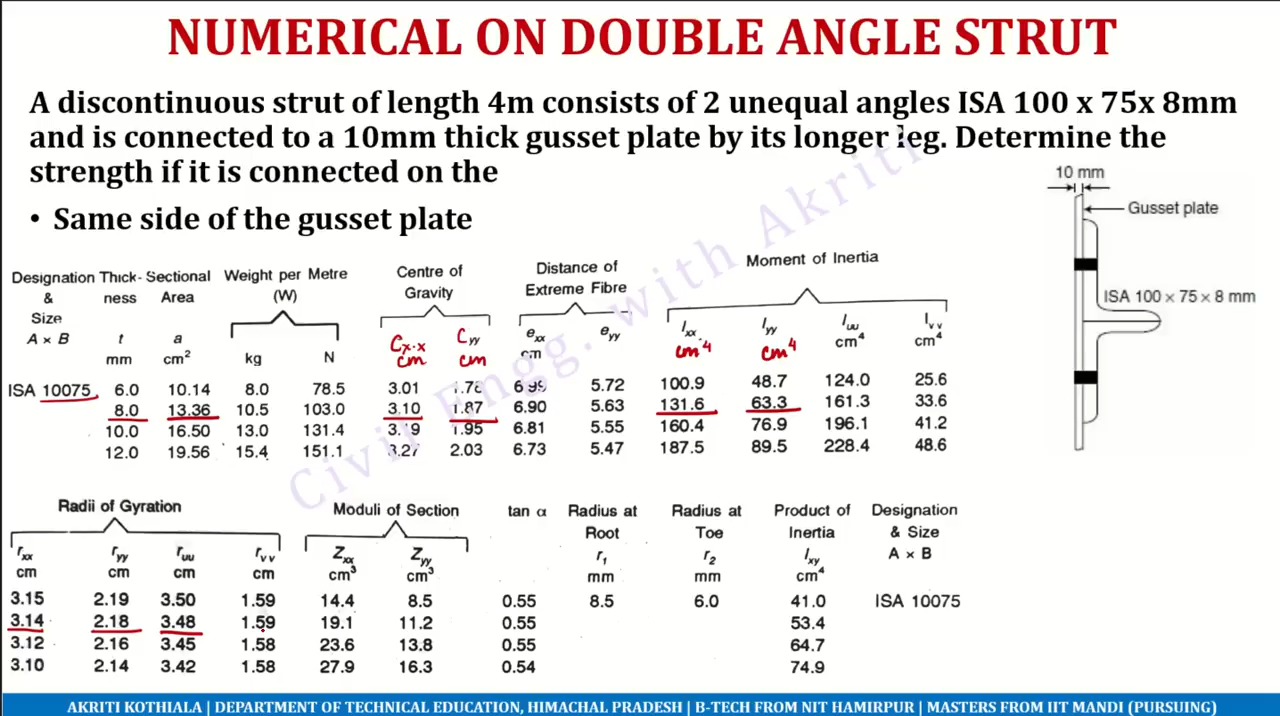 NUMERICAL ON DOUBLE ANGLE STRUT
A discontinuous strut of length 4m consists of 2 unequal angles ISA 100 x 75x 8mm
and is connected to a 10mm thick gusset plate by its longer leg. Determine the
strength if it is connected on the
• Same side of the gusset plate
10 mm
Gusset plate
ISA 100 × 75 × 8 mm
Designation Thick- Sectional Weight per Metre Centre of Distance of Moment of Inertia
& ness Area (W) Gravity Extreme Fibre
Size
A × B t a Cx.x Cyy exx eyy Ixx Iyy Iuu Ivv
mm cm² kg N cm cm cm cm4 cm4 cm4 cm4
ISA 10075 6.0 10.14 8.0 78.5 3.01 1.78 6.99 5.72 100.9 48.7 124.0 25.6
8.0 13.36 10.5 103.0 3.10 1.87 6.90 5.63 131.6 63.3 161.3 33.6
10.0 16.50 13.0 131.4 3.19 1.95 6.81 5.55 160.4 76.9 196.1 41.2
12.0 19.56 15.4 151.1 3.27 2.03 6.73 5.47 187.5 89.5 228.4 48.6
Radii of Gyration Moduli of Section tan α Radius at Radius at Product of Designation
Root Toe Inertia & Size
rxx ryy ruu rvv Zxx Zyy r1 r2 Ixy A × B
cm cm cm cm cm³ cm³ mm mm cm4
3.15 2.19 3.50 1.59 14.4 8.5 0.55 8.5 6.0 41.0 ISA 10075
3.14 2.18 3.48 1.59 19.1 11.2 0.55 53.4
3.12 2.16 3.45 1.58 23.6 13.8 0.55 64.7
3.10 2.14 3.42 1.58 27.9 16.3 0.54 74.9
Civil Engg. with Akriti
AKRITI KOTHIALA | DEPARTMENT OF TECHNICAL EDUCATION, HIMACHAL PRADESH | B-TECH FROM NIT HAMIRPUR | MASTERS FROM IIT MANDI (PURSUING)